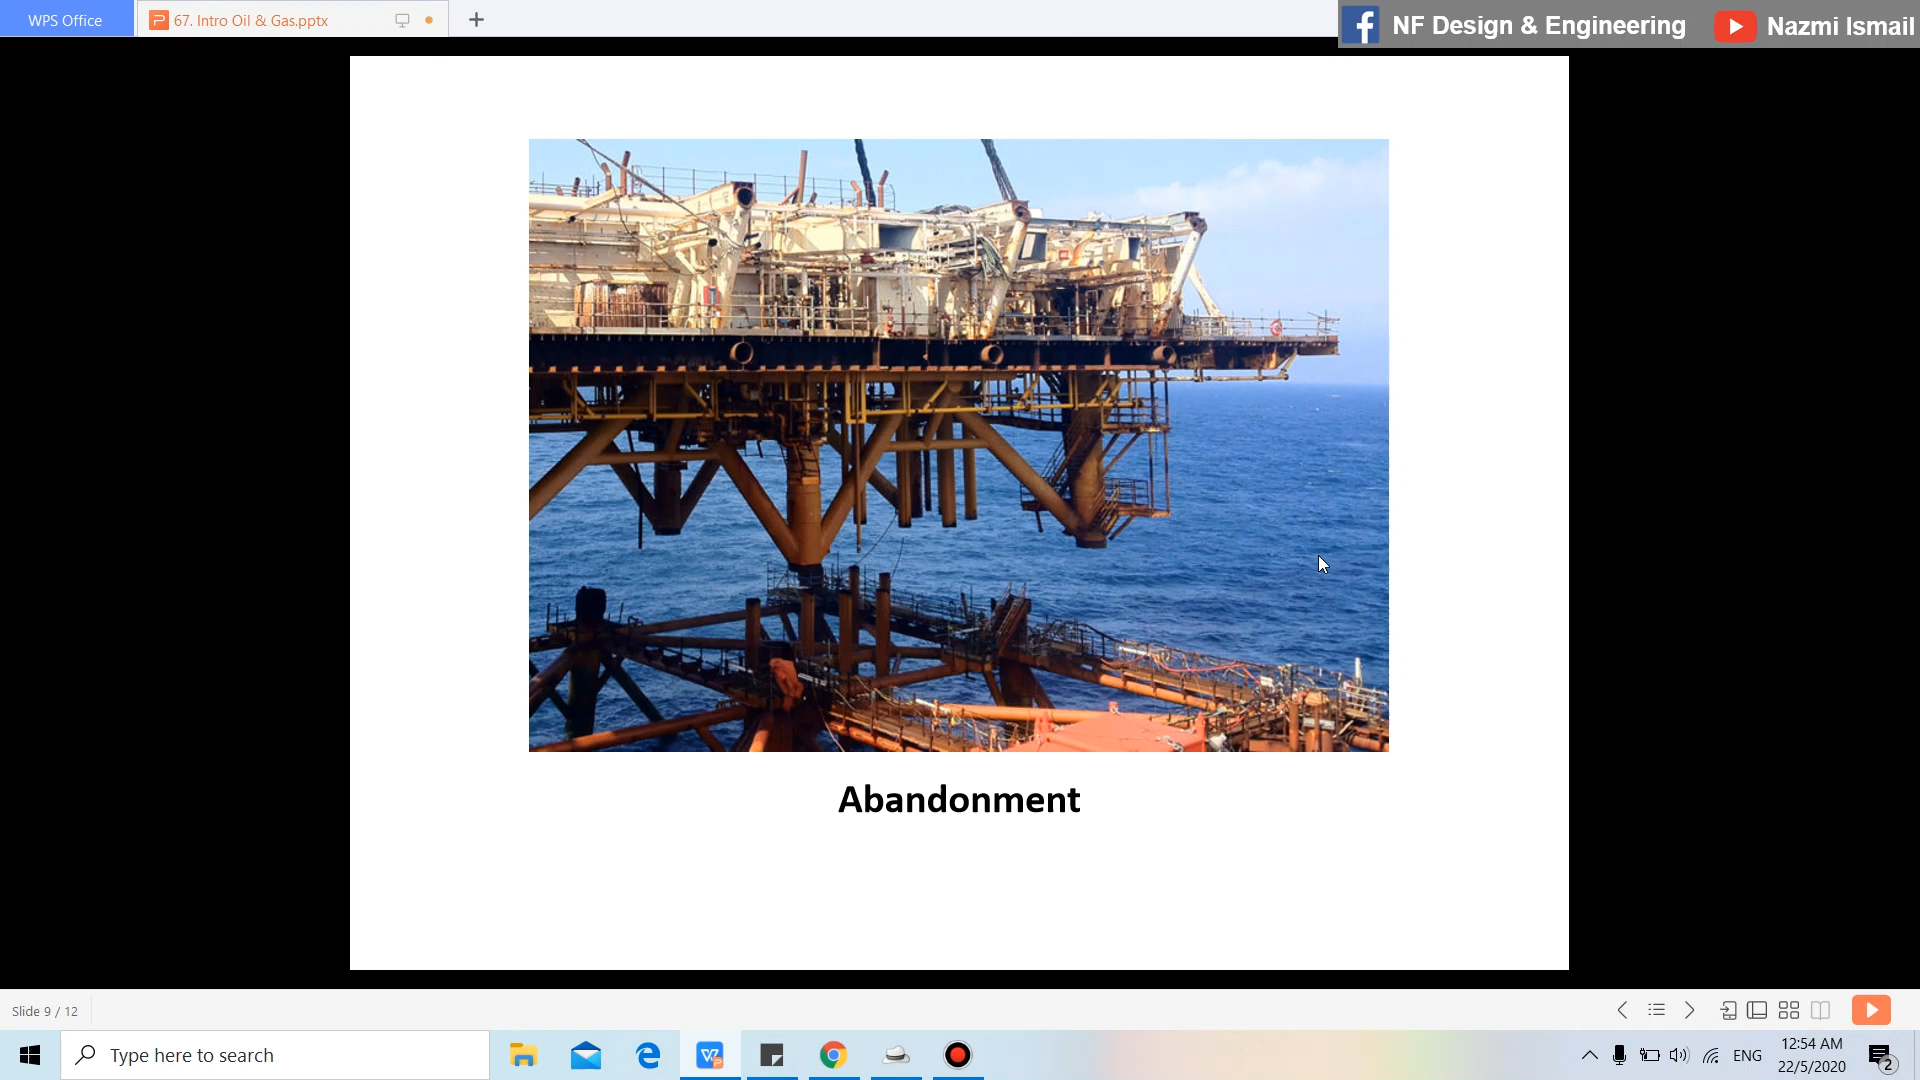 WPS Office
67. Intro Oil & Gas.pptx
NF Design & Engineering
Nazmi Ismail
Abandonment
Slide 9 / 12
Type here to search
ENG
12:54 AM
22/5/2020
2